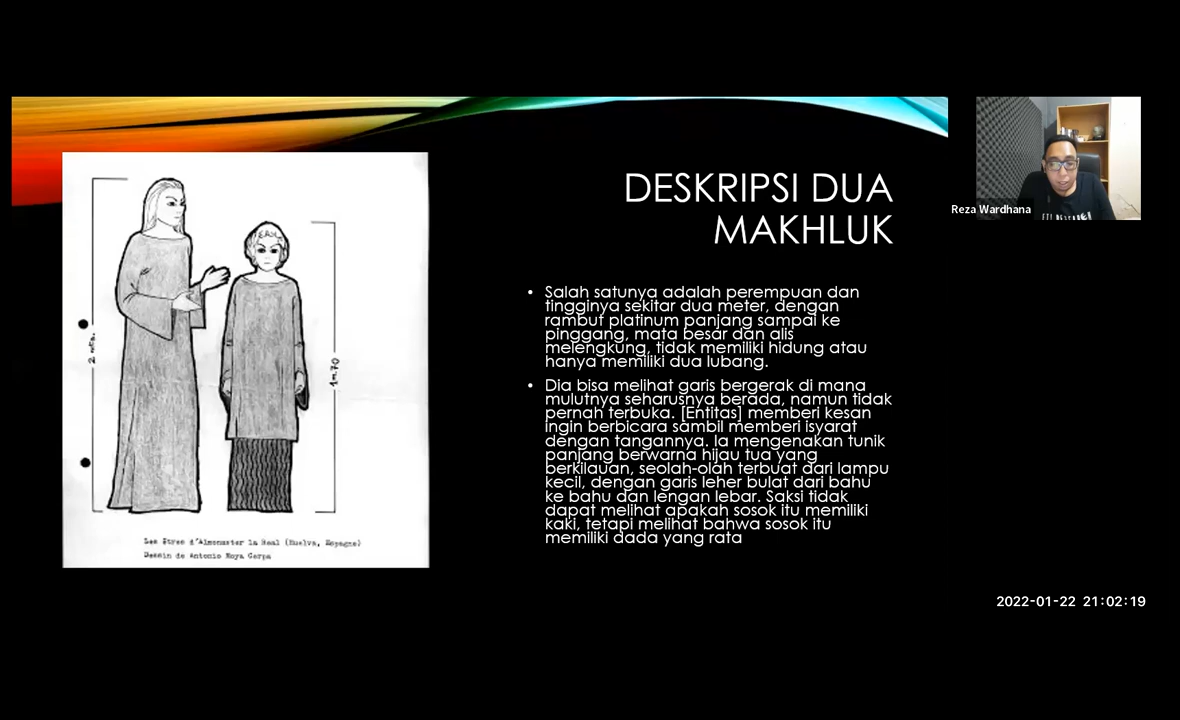 DESKRIPSI DUA
MAKHLUK
• Salah satunya adalah perempuan dan
tingginya sekitar dua meter, dengan
rambut platinum panjang sampai ke
pinggang, mata besar dan alis
melengkung, tidak memiliki hidung atau
hanya memiliki dua lubang.
• Dia bisa melihat garis bergerak di mana
mulutnya seharusnya berada, namun tidak
pernah terbuka. [Entitas] memberi kesan
ingin berbicara sambil memberi isyarat
dengan tangannya. Ia mengenakan tunik
panjang berwarna hijau tua yang
berkilauan, seolah-olah terbuat dari lampu
kecil, dengan garis leher bulat dari bahu
ke bahu dan lengan lebar. Saksi tidak
dapat melihat apakah sosok itu memiliki
kaki, tetapi melihat bahwa sosok itu
memiliki dada yang rata
2 mts.
1m.70
Les Etres d'Almonaster la Real (Huelva, Espagne)
Dessin de Antonio Moya Cerpa
Reza Wardhana
2022-01-22 21:02:19